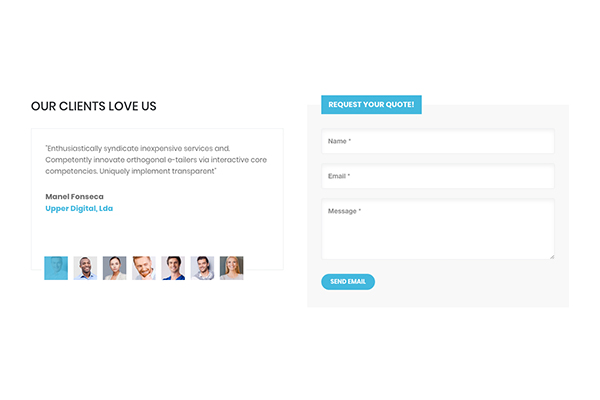 OUR CLIENTS LOVE US
"Enthusiastically syndicate inexpensive services and.
Competently innovate orthogonal e-tailers via interactive core
competencies. Uniquely implement transparent"
Manel Fonseca
Upper Digital, Lda
REQUEST YOUR QUOTE!
Name *
Email *
Message *
SEND EMAIL